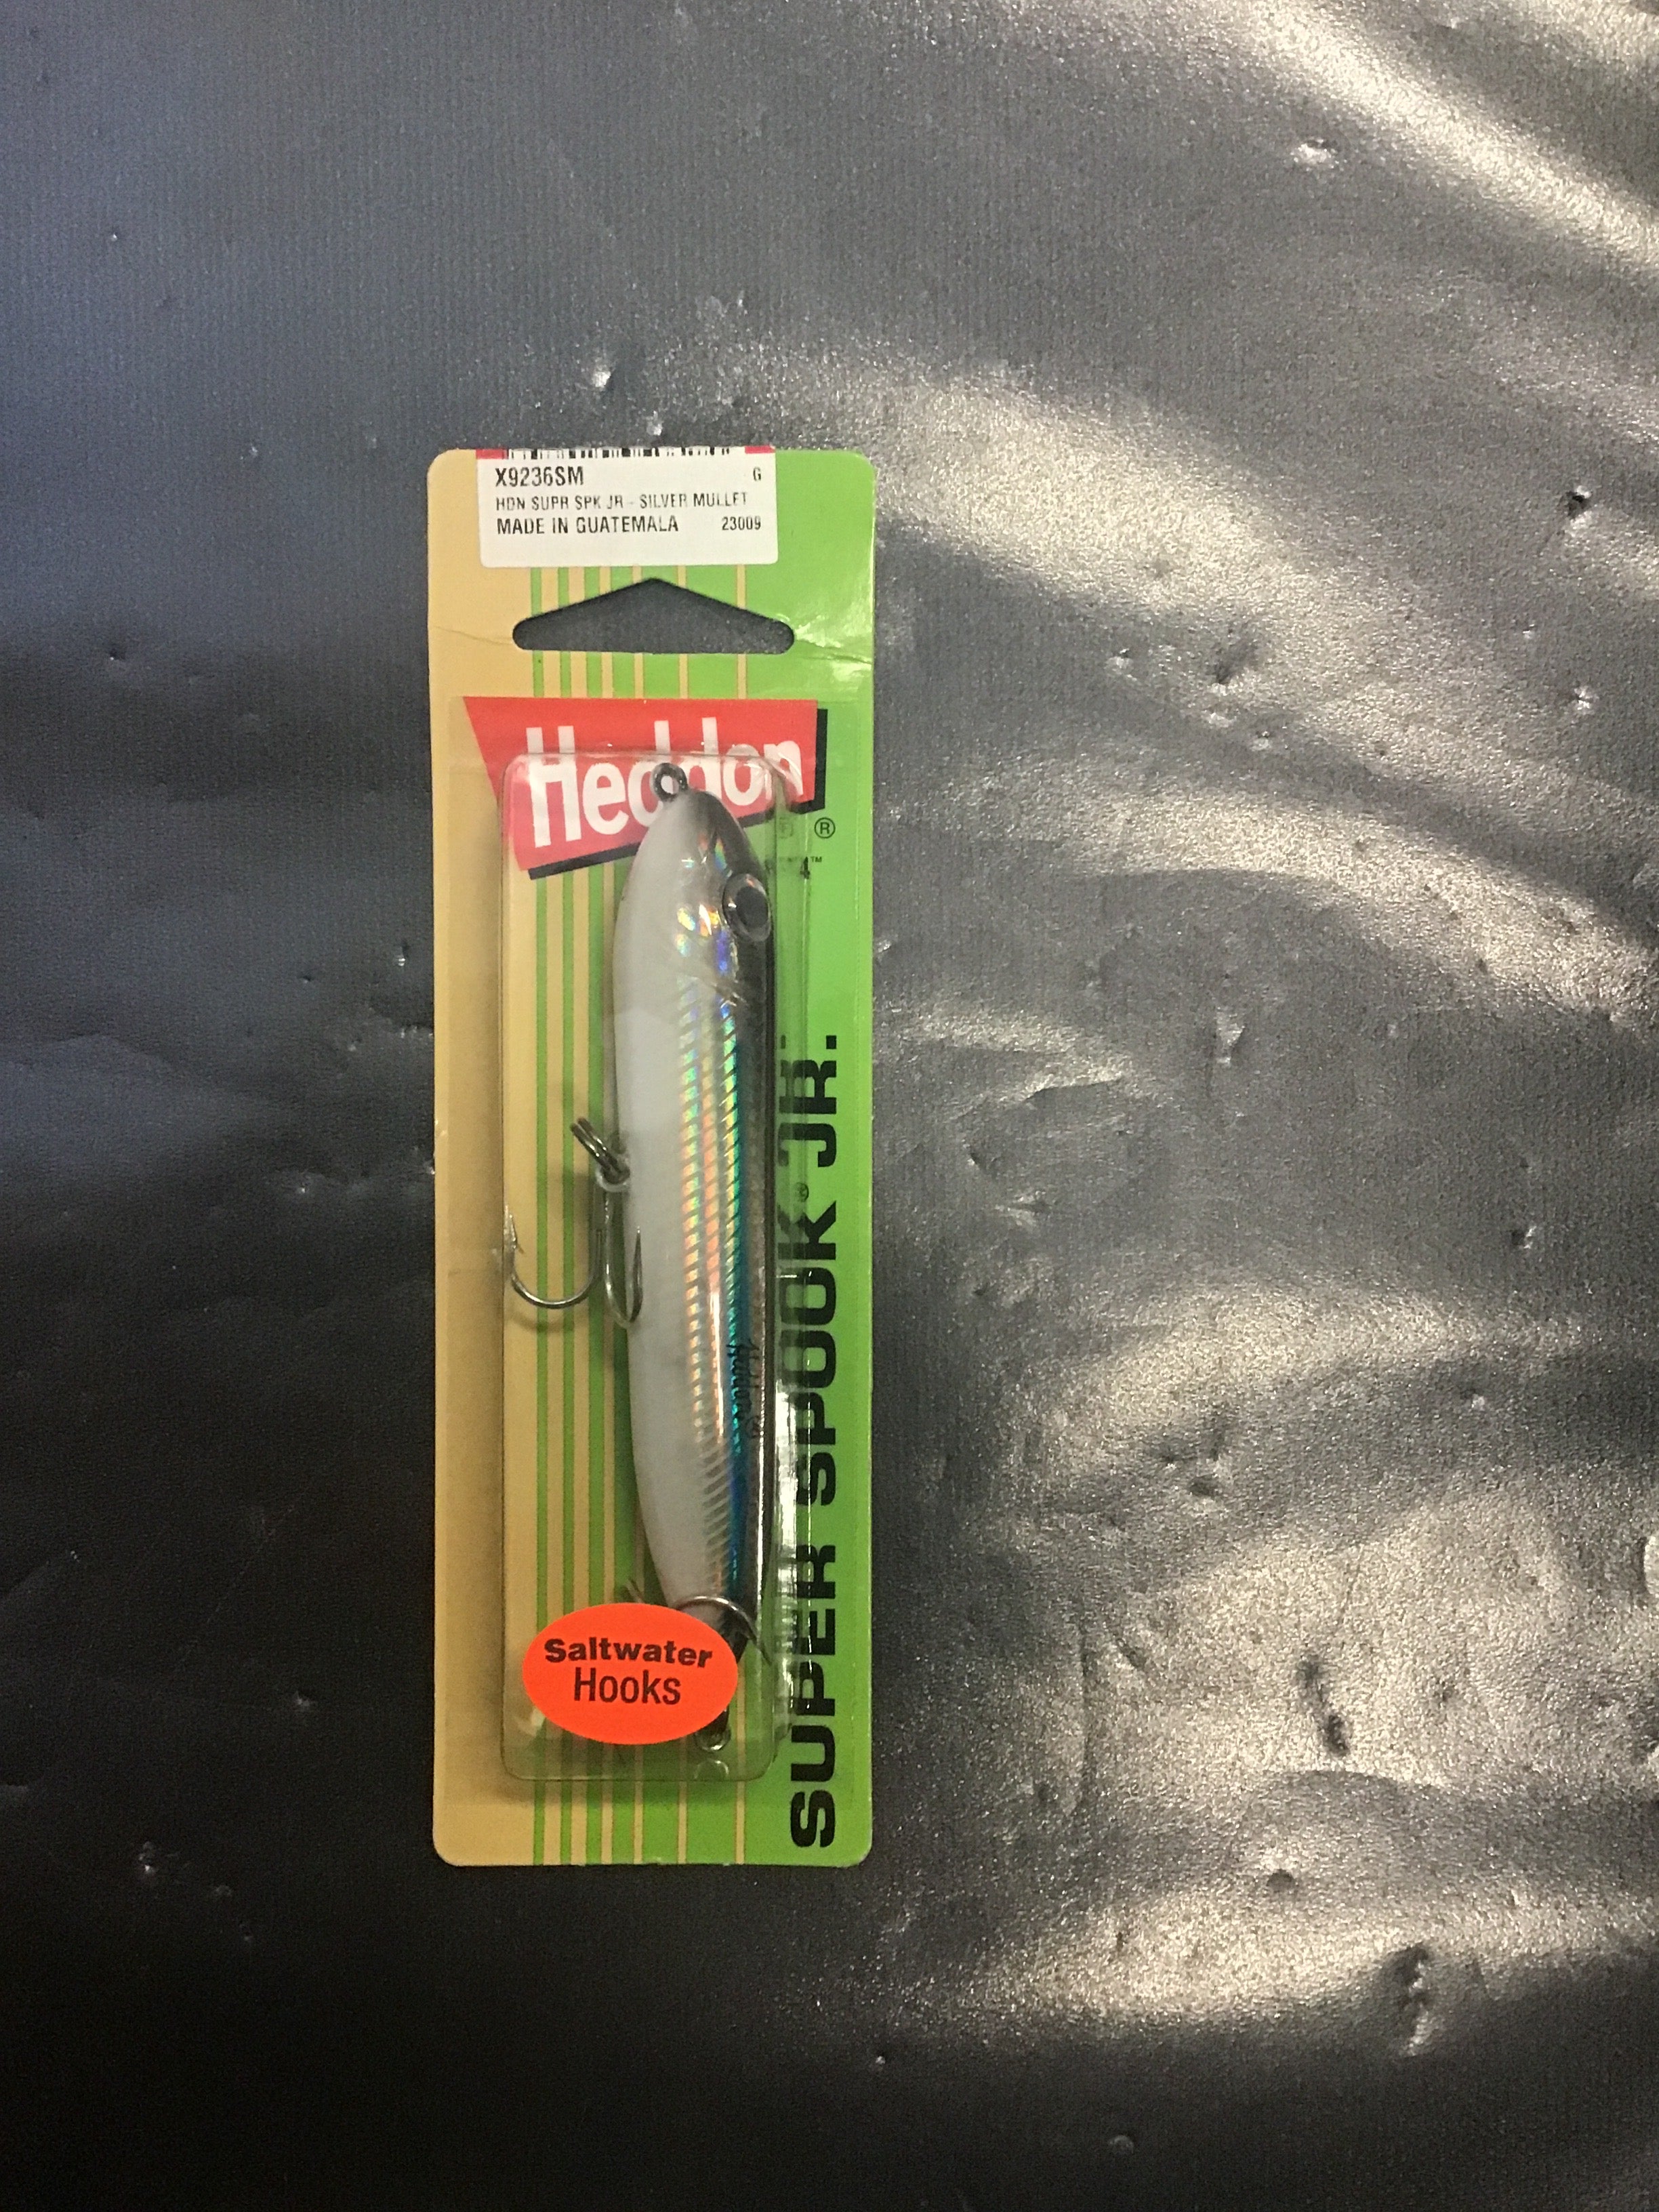 X9236SM G
HDN SUPR SPK JR - SILVER MULLET
MADE IN GUATEMALA 23009
Heddon
®
SUPER SPOOK® JR.
Saltwater
Hooks